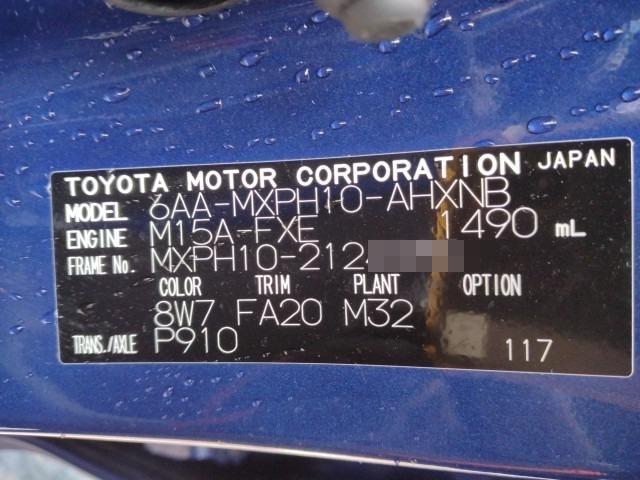 TOYOTA MOTOR CORPORATION JAPAN
MODEL 6AA-MXPH10-AHXNB
ENGINE M15A-FXE 1490 mL
FRAME No. MXPH10-212
COLOR TRIM PLANT OPTION
8W7 FA20 M32
TRANS./AXLE P910 117